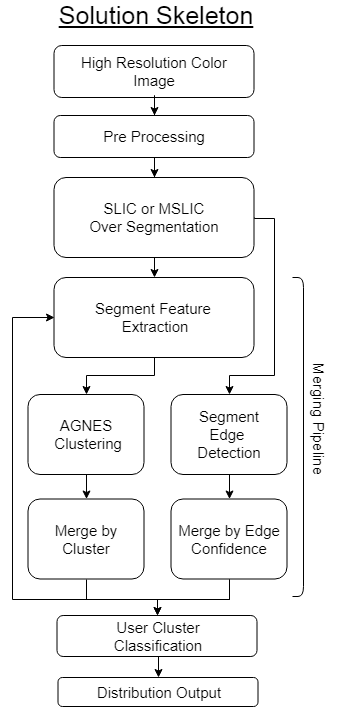 Solution Skeleton
High Resolution Color
Image
Pre Processing
SLIC or MSLIC
Over Segmentation
Segment Feature
Extraction
AGNES
Clustering
Segment
Edge
Detection
Merging Pipeline
Merge by
Cluster
Merge by Edge
Confidence
User Cluster
Classification
Distribution Output